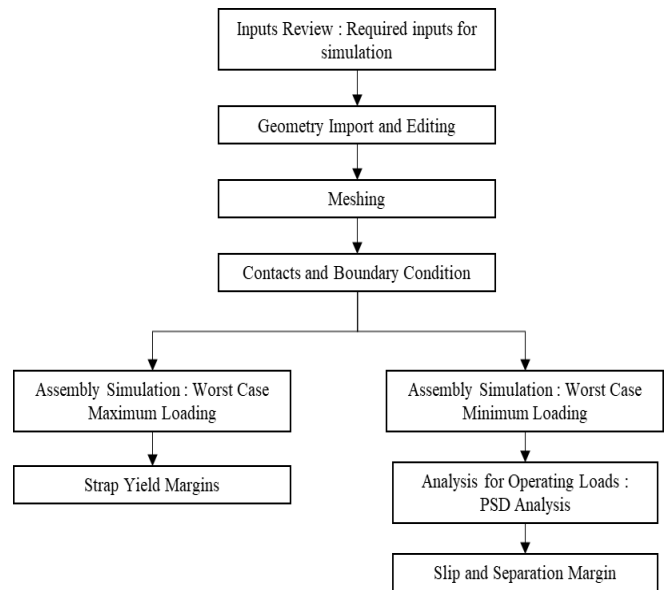 Inputs Review : Required inputs for
simulation
Geometry Import and Editing
Meshing
Contacts and Boundary Condition
Assembly Simulation : Worst Case
Maximum Loading
Strap Yield Margins
Assembly Simulation : Worst Case
Minimum Loading
Analysis for Operating Loads :
PSD Analysis
Slip and Separation Margin